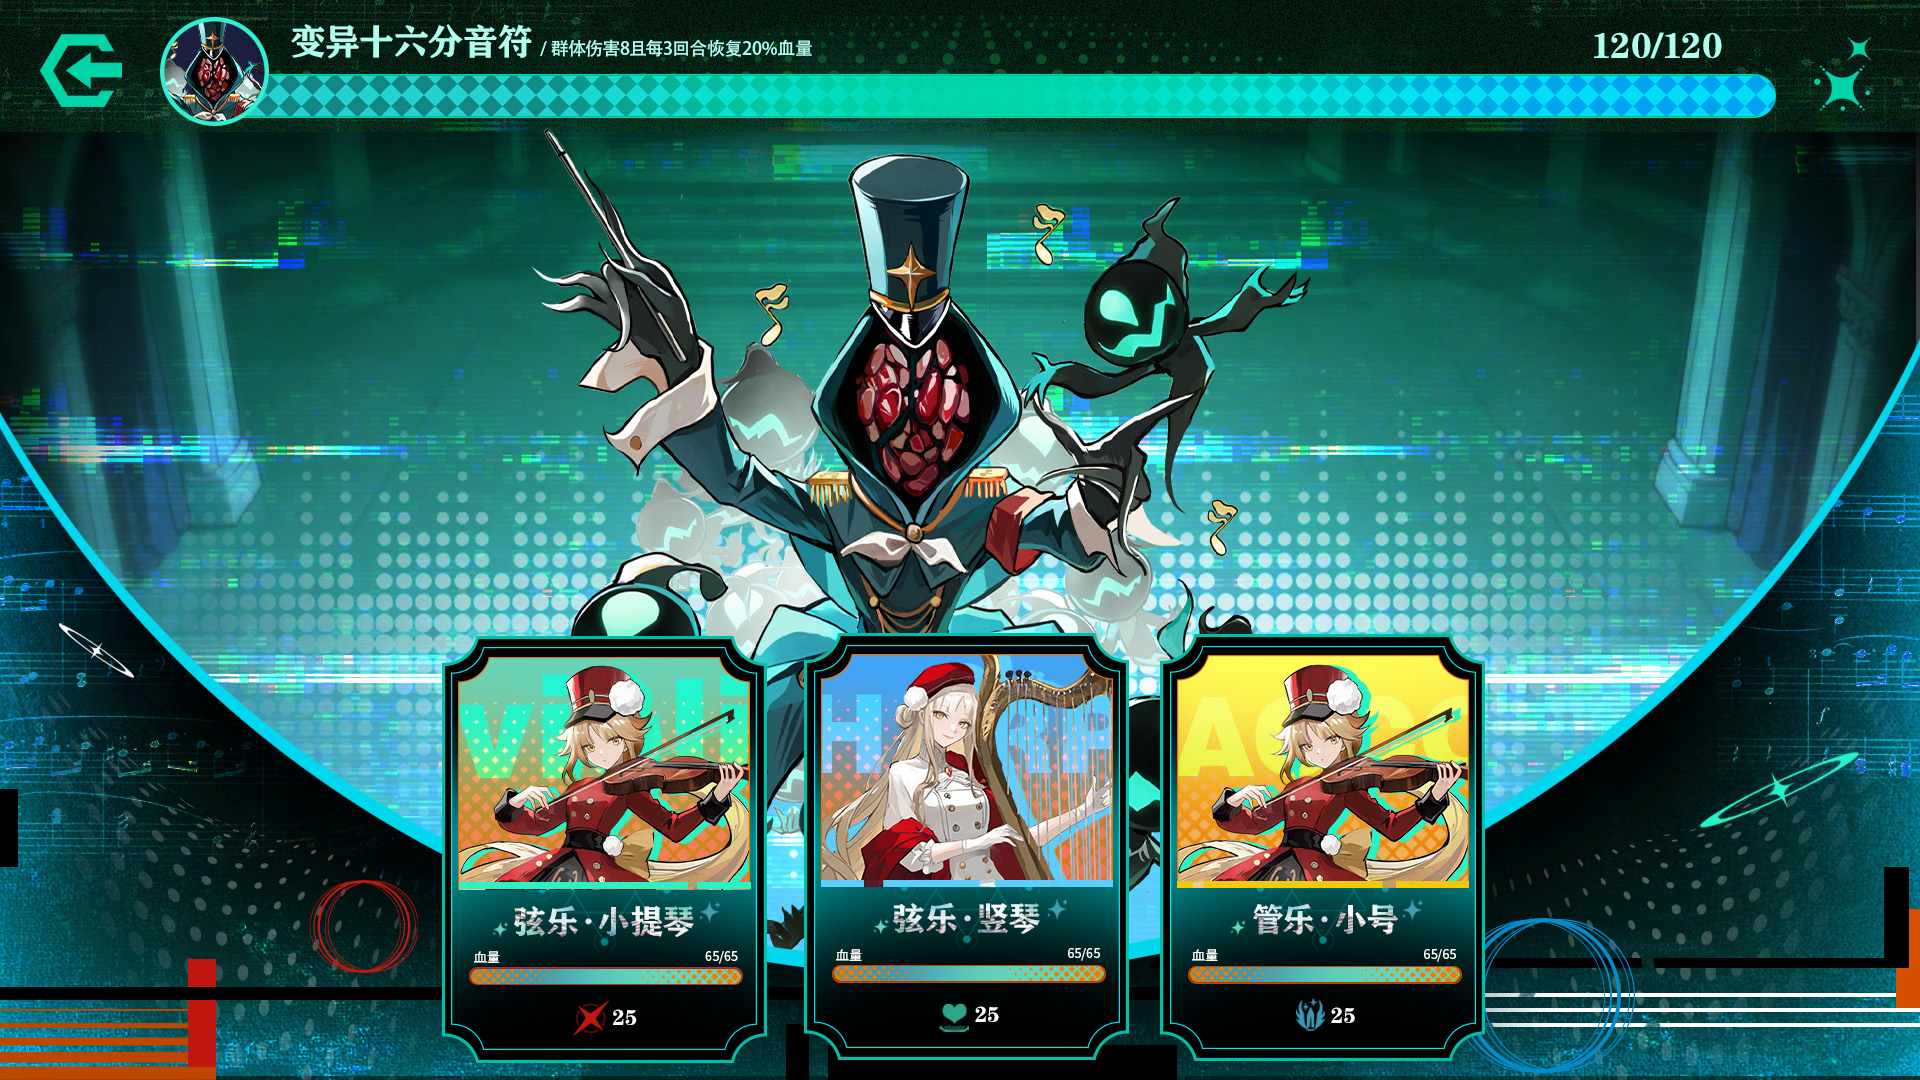 变异十六分音符 / 群体伤害8且每3回合恢复20%血量
120/120
弦乐·小提琴
血量 65/65
25
弦乐·竖琴
血量 65/65
25
管乐·小号
血量 65/65
25